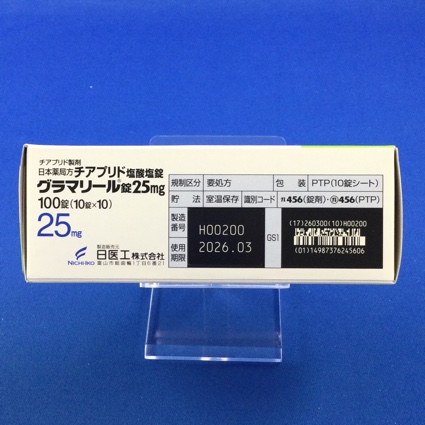 チアプリド製剤
日本薬局方チアプリド塩酸塩錠
グラマリール®錠25mg
100錠(10錠×10)
25mg
製造販売元
日医工株式会社
富山市総曲輪1丁目6番21
NICHIIKO
規制区分 要処方 包装 PTP(10錠シート)
貯法 室温保存 識別コード 456(錠剤)・456(PTP)
製造番号 H00200
使用期限 2026.03
GS1
(17)260300(10)H00200
(01)14987376245606